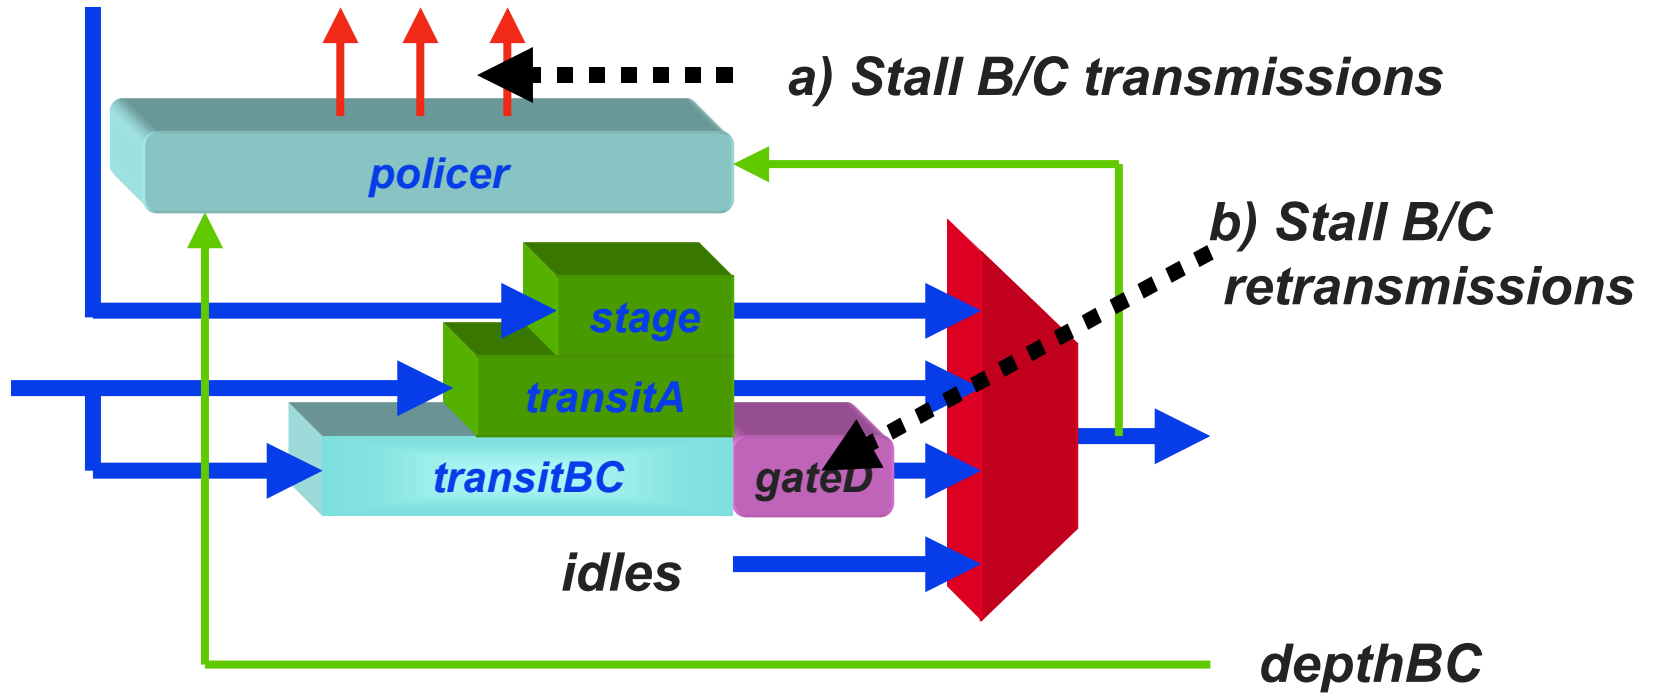 a) Stall B/C transmissions
policer
b) Stall B/C
retransmissions
stage
transitA
transitBC
gateD
idles
depthBC